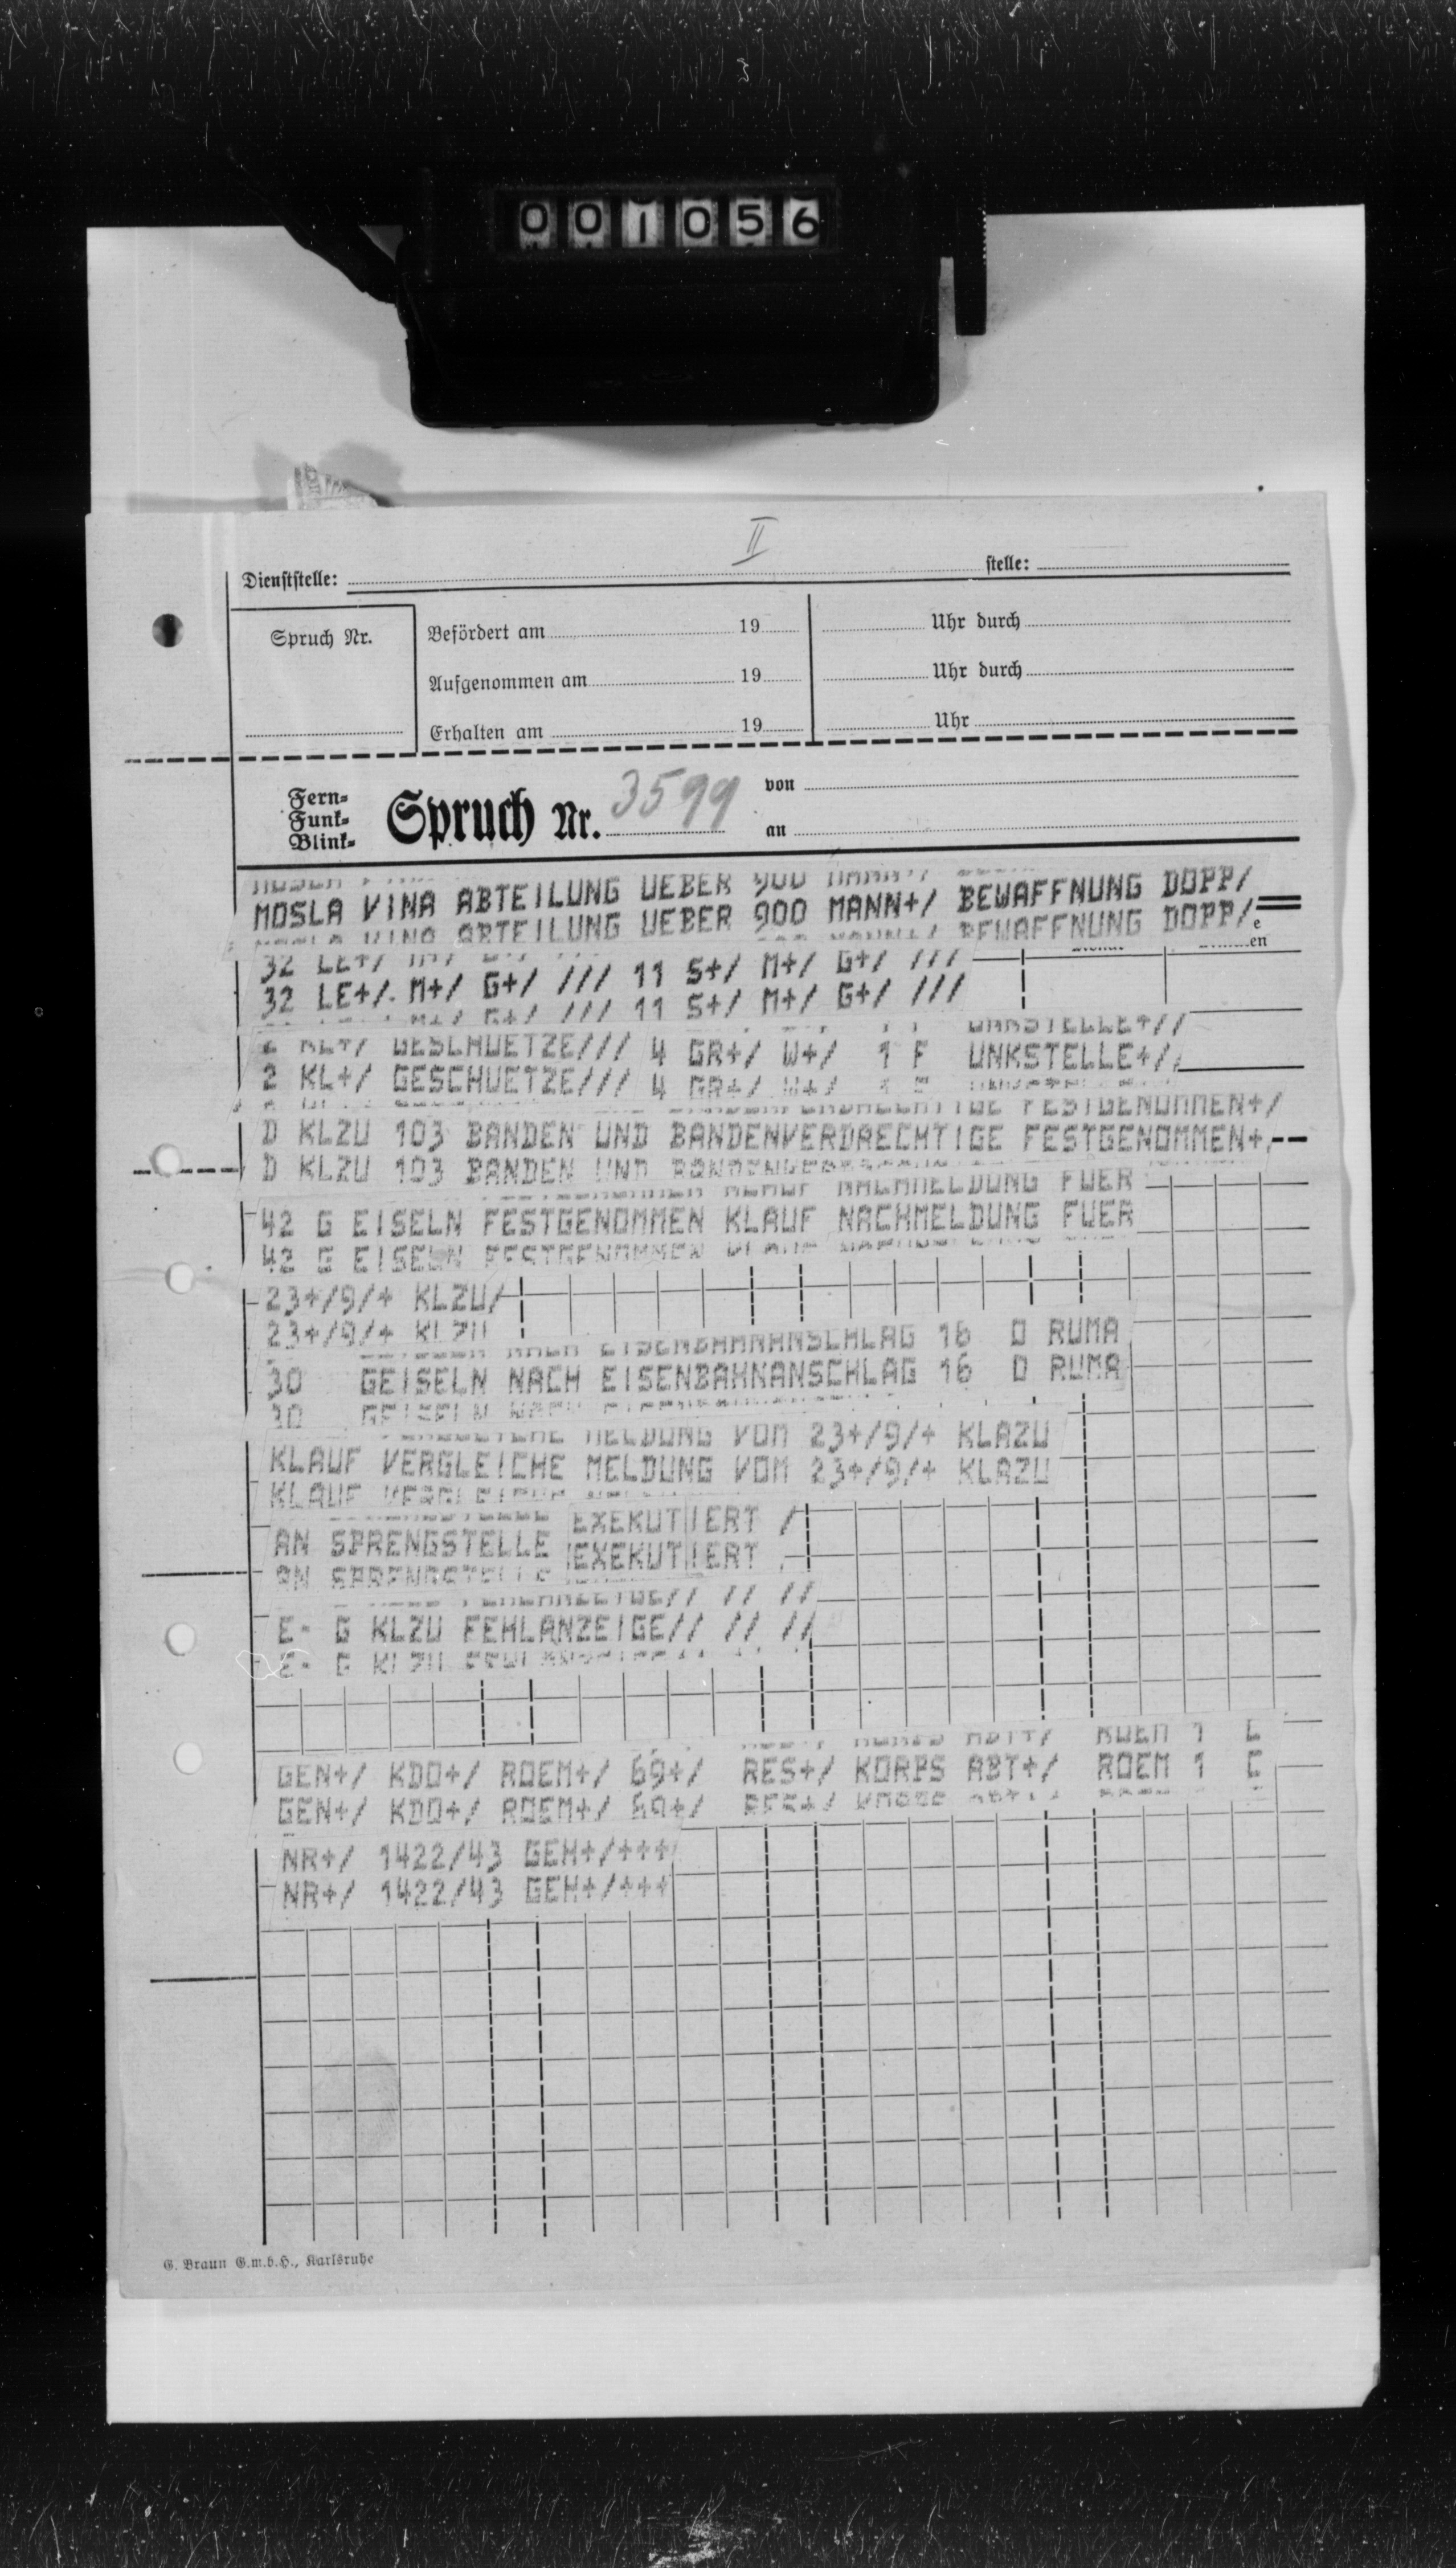 001056
II
Dienststelle: stelle:
Spruch Nr.
Befördert am 19 Uhr durch
Aufgenommen am 19 Uhr durch
Erhalten am 19 Uhr
Fern-
Funk-
Blink-
Spruch Nr. 3599
von
an
MOSLA VINA ABTEILUNG UEBER 900 MANN+/ BEWAFFNUNG DOPP/
32 LE+/ M+/ G+/ /// 11 S+/ M+/ G+/ ///
2 KL+/ GESCHUETZE/// 4 GR+/ W+/ 1 F UNKSTELLE+//
D KLZU 103 BANDEN UND BANDENVERDAECHTIGE FESTGENOMMEN+/
42 G EISELN FESTGENOMMEN KLAUF NACHMELDUNG FUER
23+/9/+ KLZU/
30 GEISELN NACH EISENBAHNANSCHLAG 16 O RUMA
KLAUF VERGLEICHE MELDUNG VOM 23+/9/+ KLAZU
AN SPRENGSTELLE EXEKUTIERT /
E- G KLZU FEHLANZEIGE// // //
GEN+/ KDO+/ ROEM+/ 69+/ RES+/ KORPS ABT+/ ROEM 1 C
NR+/ 1422/43 GEH+/+++
NR+/ 1422/43 GEH+/+++
G. Braun G.m.b.H., Karlsruhe